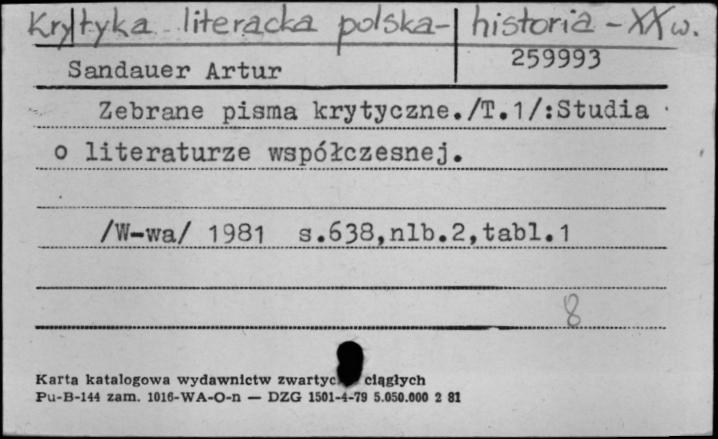 Krytyka literacka polska - historia - XX w.
Sandauer Artur 259993
Zebrane pisma krytyczne./T.1/:Studia
o literaturze współczesnej.
/W-wa/ 1981 s.638,nlb.2,tabl.1
8
Karta katalogowa wydawnictw ciągłych
Pu-B-144 zam. 1016-WA-O-n — DZG 1501-4-79 5.050.000 2 81